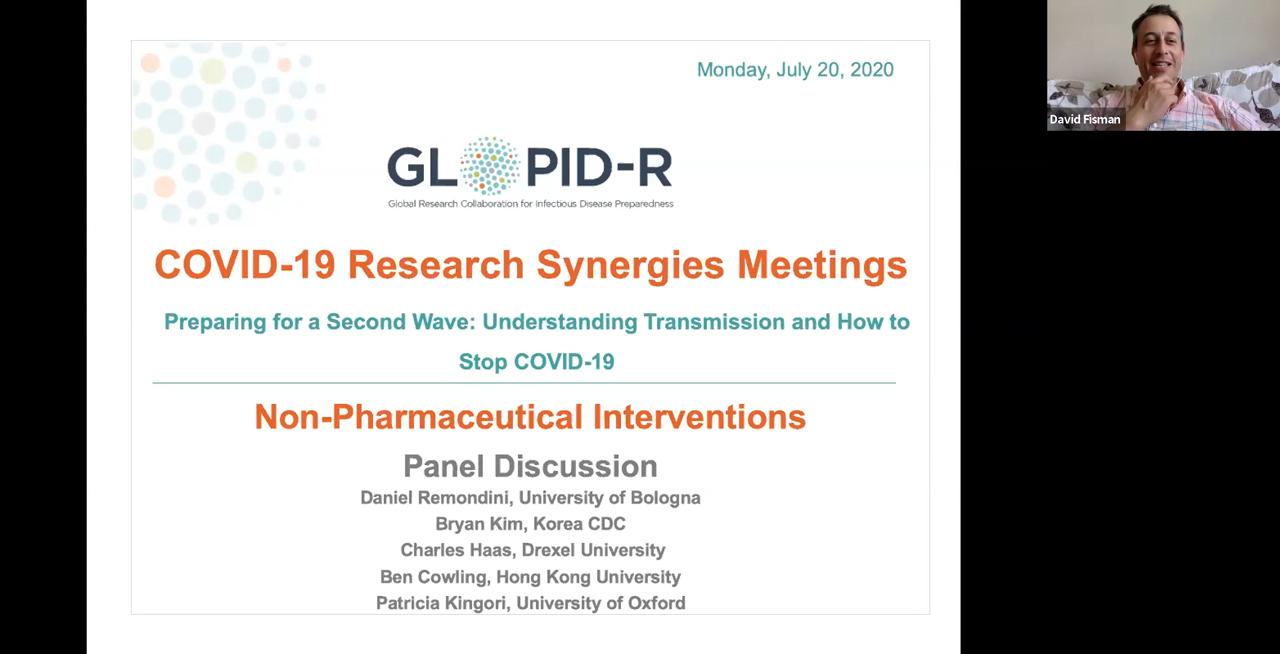 Monday, July 20, 2020
GLOPID-R
Global Research Collaboration for Infectious Disease Preparedness
COVID-19 Research Synergies Meetings
Preparing for a Second Wave: Understanding Transmission and How to
Stop COVID-19
Non-Pharmaceutical Interventions
Panel Discussion
Daniel Remondini, University of Bologna
Bryan Kim, Korea CDC
Charles Haas, Drexel University
Ben Cowling, Hong Kong University
Patricia Kingori, University of Oxford
David Fisman